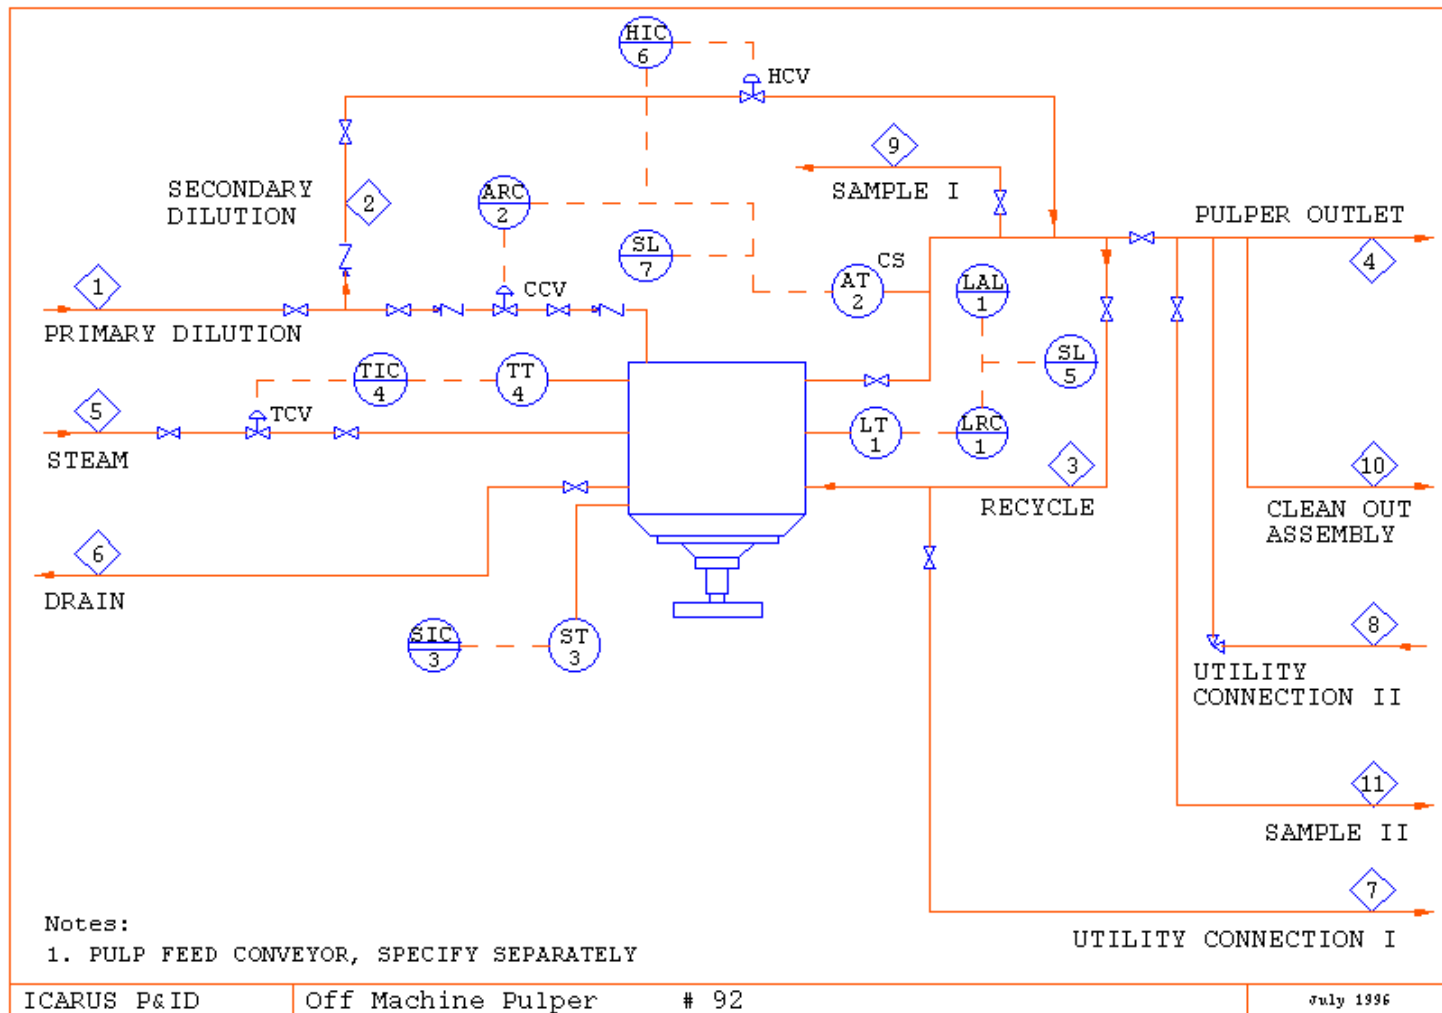 HIC
6
HCV
9
SAMPLE I
SECONDARY
DILUTION
2
ARC
2
SL
7
CS
AT
2
LAL
1
PULPER OUTLET
4
1
PRIMARY DILUTION
CCV
SL
5
TIC
4
TT
4
5
STEAM
TCV
LT
1
LRC
1
3
RECYCLE
10
CLEAN OUT
ASSEMBLY
6
DRAIN
SIC
3
ST
3
8
UTILITY
CONNECTION II
11
SAMPLE II
7
UTILITY CONNECTION I
Notes:
1. PULP FEED CONVEYOR, SPECIFY SEPARATELY
ICARUS P&ID
Off Machine Pulper # 92
July 1996